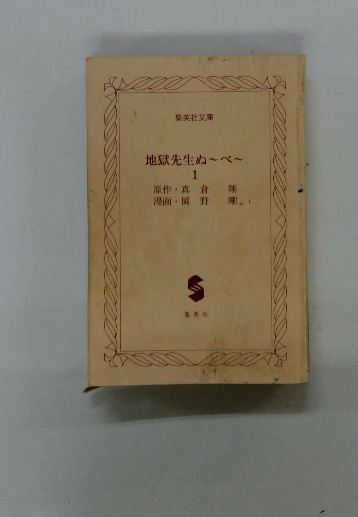 集英社文庫
地獄先生ぬ～べ～
1
原作・真倉 翔
漫画・岡野 剛
集英社